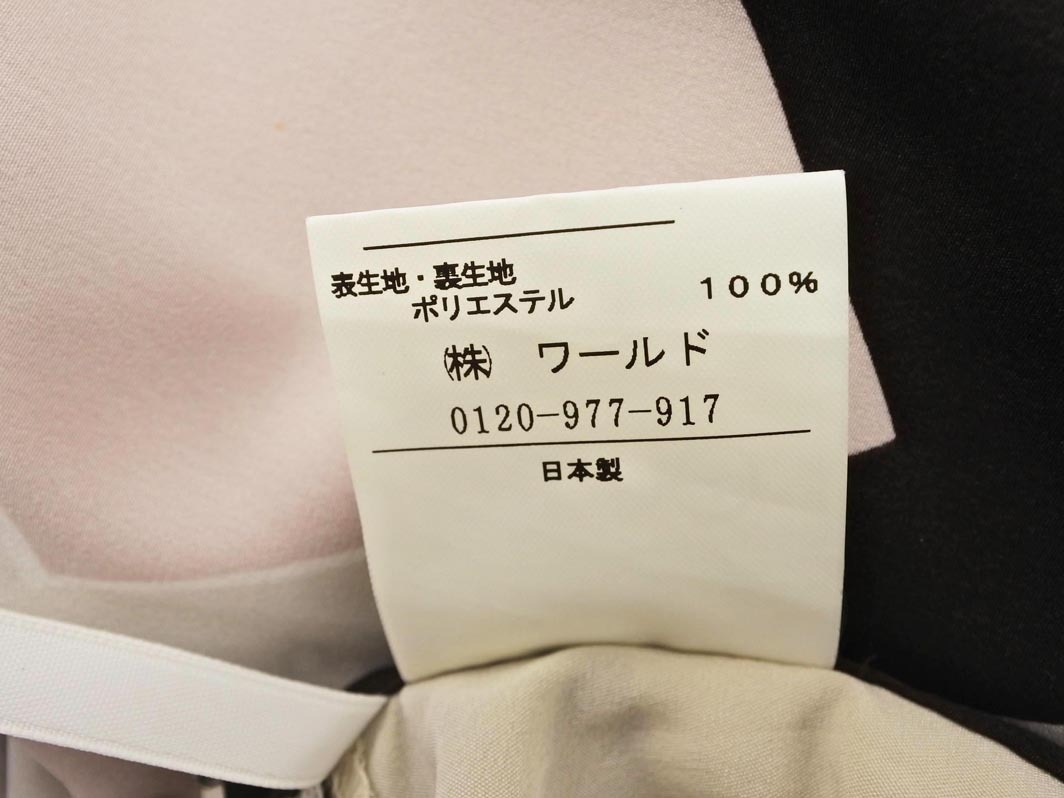 表生地・裏生地
ポリエステル １００％
㈱ ワールド
0120-977-917
日本製